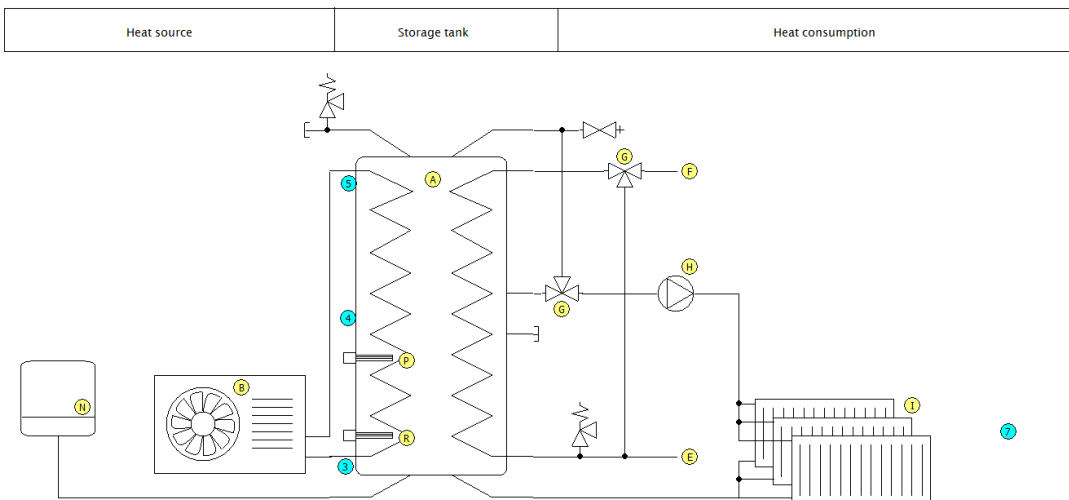 Heat source
Storage tank
Heat consumption
G
5
A
F
H
G
4
P
B
N
I
R
7
3
E